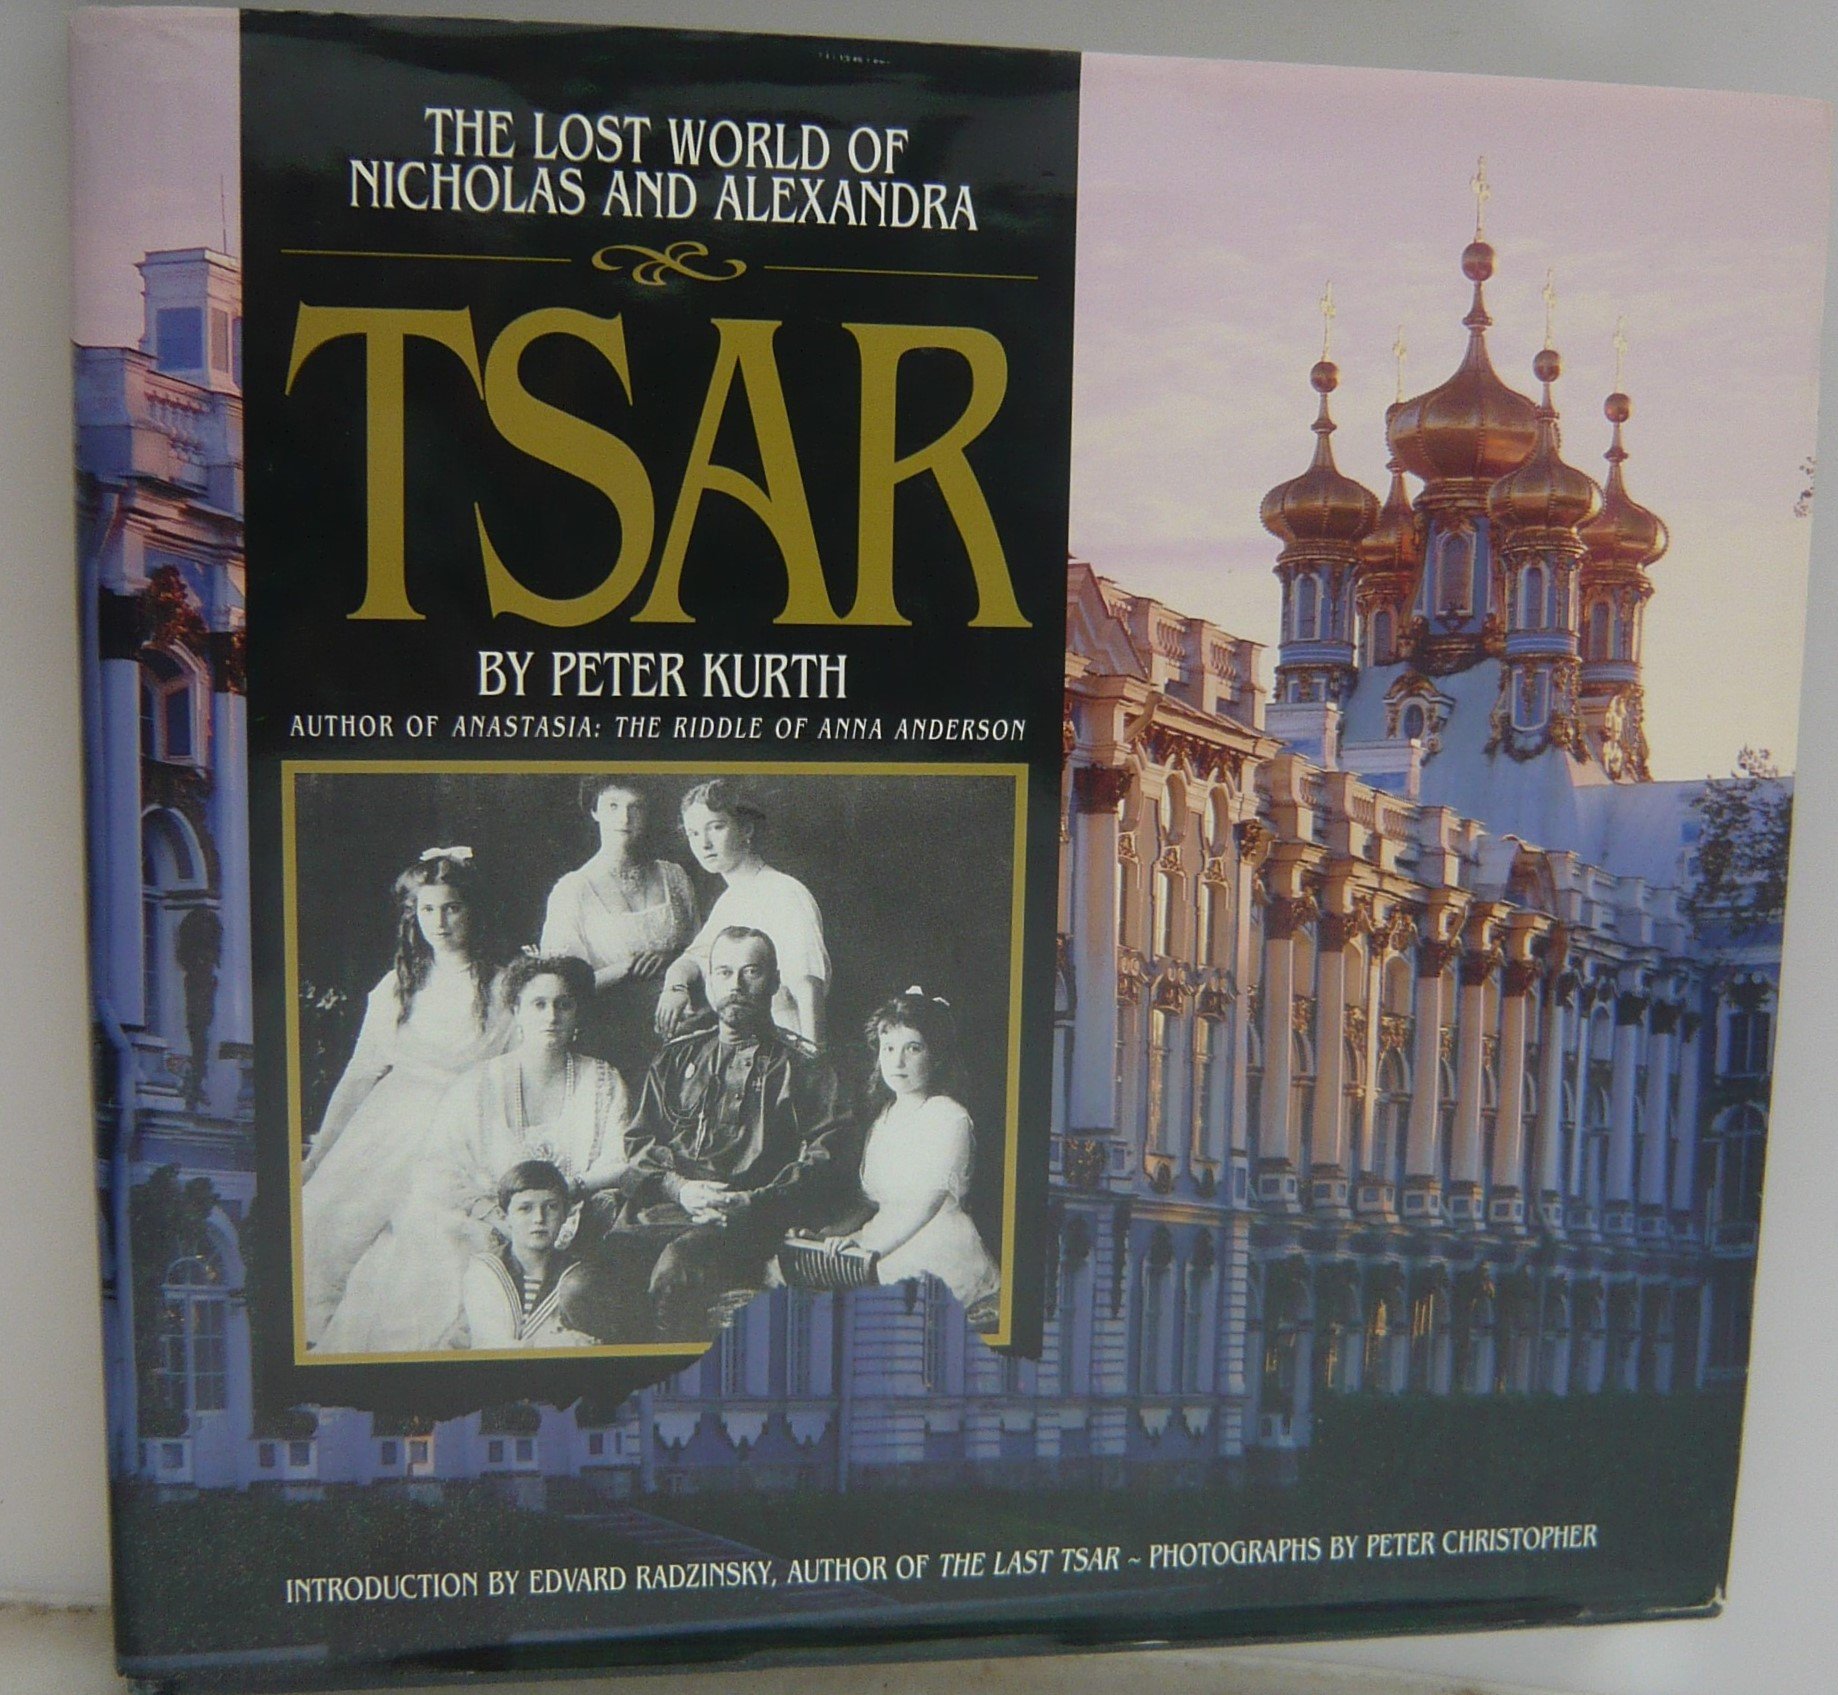 THE LOST WORLD OF
NICHOLAS AND ALEXANDRA
TSAR
BY PETER KURTH
AUTHOR OF ANASTASIA: THE RIDDLE OF ANNA ANDERSON
INTRODUCTION BY EDVARD RADZINSKY, AUTHOR OF THE LAST TSAR ~ PHOTOGRAPHS BY PETER CHRISTOPHER